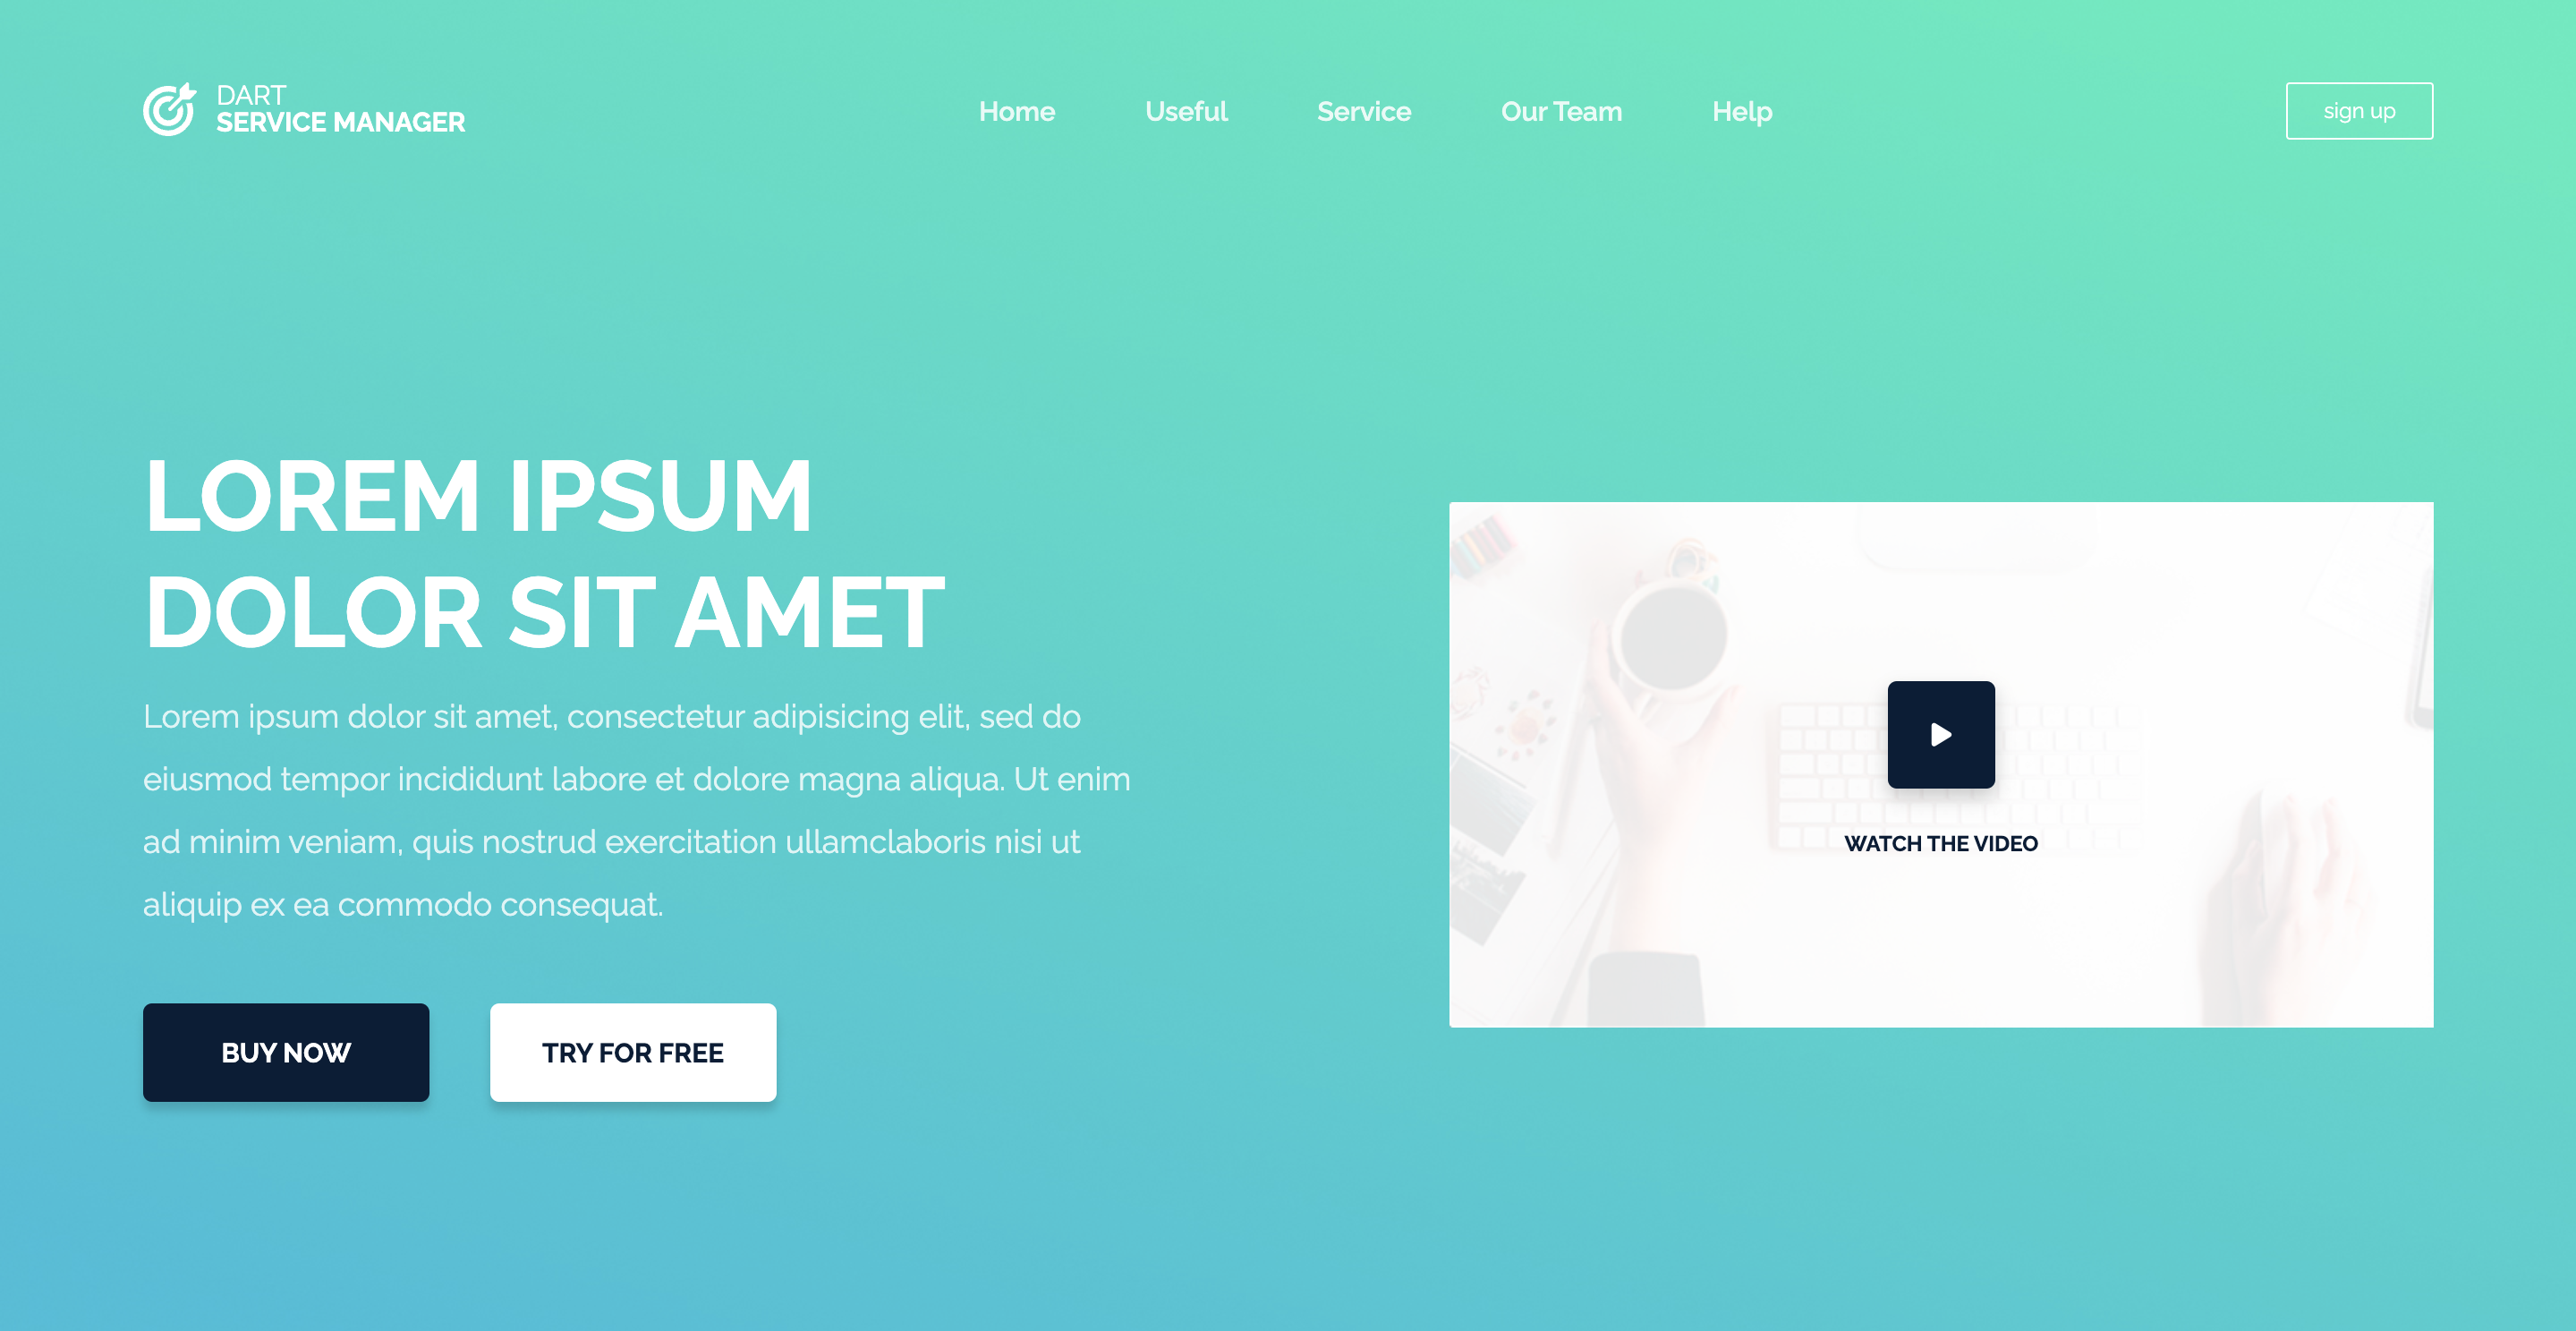 DART
SERVICE MANAGER
Home
Useful
Service
Our Team
Help
sign up
LOREM IPSUM
DOLOR SIT AMET
Lorem ipsum dolor sit amet, consectetur adipisicing elit, sed do
eiusmod tempor incididunt labore et dolore magna aliqua. Ut enim
ad minim veniam, quis nostrud exercitation ullamclaboris nisi ut
aliquip ex ea commodo consequat.
BUY NOW
TRY FOR FREE
WATCH THE VIDEO